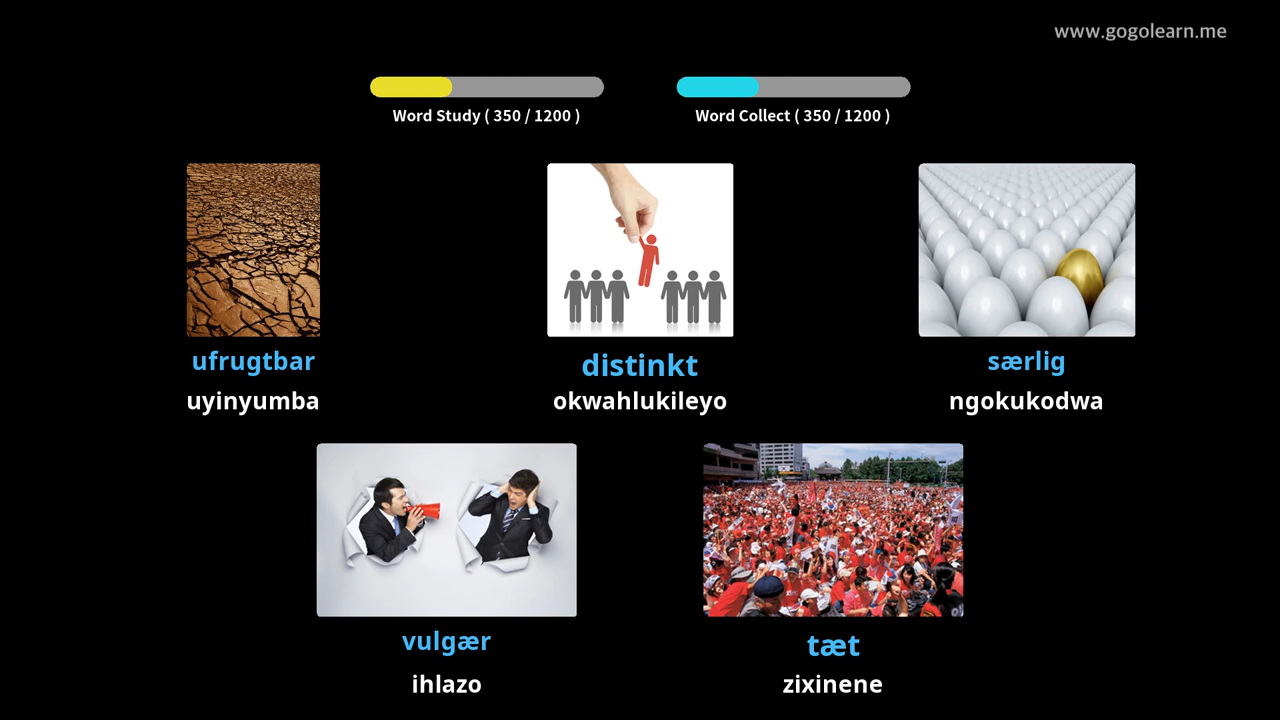 www.gogolearn.me
Word Study ( 350 / 1200 )
Word Collect ( 350 / 1200 )
ufrugtbar
uyinyumba
distinkt
okwahlukileyo
særlig
ngokukodwa
vulgær
ihlazo
tæt
zixinene